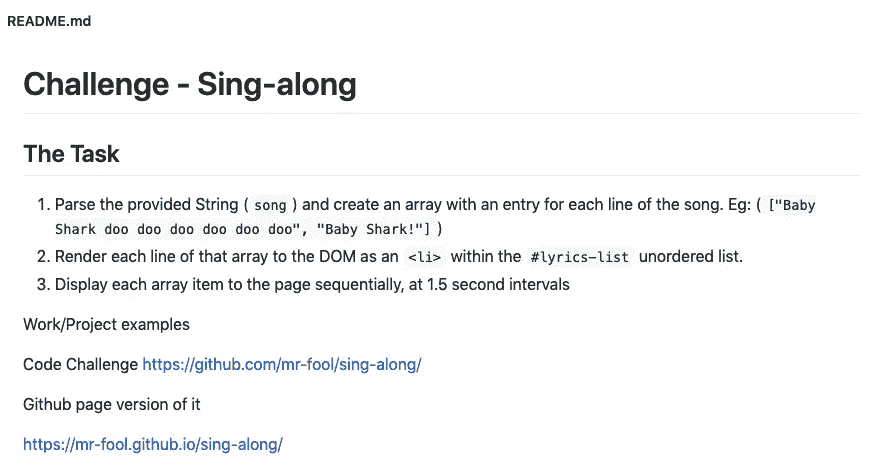 README.md
Challenge - Sing-along
The Task
1. Parse the provided String ( song ) and create an array with an entry for each line of the song. Eg: ( ["Baby
Shark doo doo doo doo doo doo", "Baby Shark!"] )
2. Render each line of that array to the DOM as an <li> within the #lyrics-list unordered list.
3. Display each array item to the page sequentially, at 1.5 second intervals
Work/Project examples
Code Challenge https://github.com/mr-fool/sing-along/
Github page version of it
https://mr-fool.github.io/sing-along/